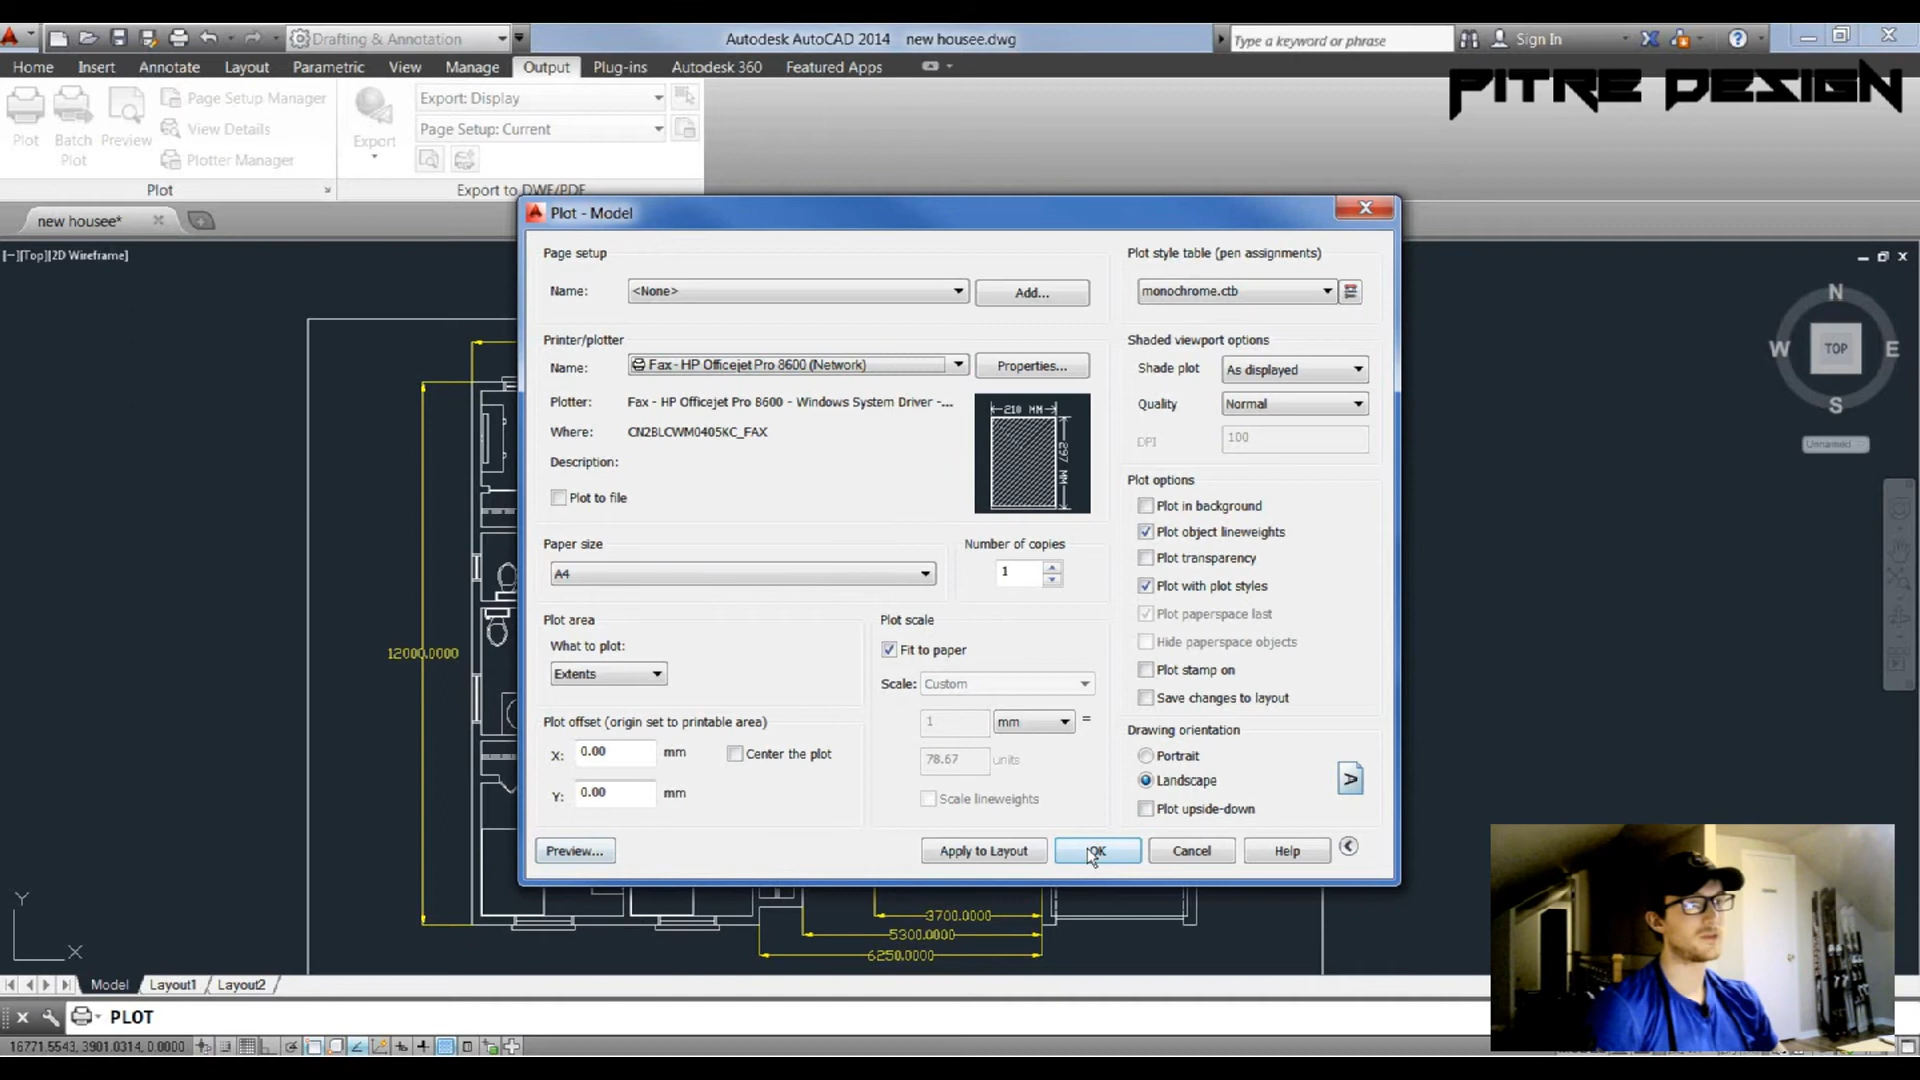 Drafting & Annotation
Autodesk AutoCAD 2014 new housee.dwg
Type a keyword or phrase
Sign In
Home Insert Annotate Layout Parametric View Manage Output Plug-ins Autodesk 360 Featured Apps
PITRE DESIGN
Page Setup Manager
View Details
Plotter Manager
Plot
Batch Plot
Preview
Export
Export: Display
Page Setup: Current
Plot
Export to DWF/PDF
new housee*
[−][Top][2D Wireframe]
Plot - Model
Page setup
Name: <None>
Add...
Plot style table (pen assignments)
monochrome.ctb
Printer/plotter
Name: Fax - HP Officejet Pro 8600 (Network)
Properties...
Plotter: Fax - HP Officejet Pro 8600 - Windows System Driver -...
Where: CN2BLCWM0405KC_FAX
Description:
Plot to file
210 MM
297 MM
Shaded viewport options
Shade plot As displayed
Quality Normal
DPI 100
Paper size
A4
Number of copies
1
Plot area
What to plot:
Extents
Plot scale
Fit to paper
Scale: Custom
1 mm =
78.67 units
Scale lineweights
Plot offset (origin set to printable area)
X: 0.00 mm
Center the plot
Y: 0.00 mm
Plot options
Plot in background
Plot object lineweights
Plot transparency
Plot with plot styles
Plot paperspace last
Hide paperspace objects
Plot stamp on
Save changes to layout
Drawing orientation
Portrait
Landscape
Plot upside-down
A
Preview...
Apply to Layout
OK
Cancel
Help
N
W TOP E
S
Unnamed
12000.0000
3700.0000
5300.0000
6250.0000
Y
X
Model Layout1 Layout2
PLOT
16771.5543, 3901.0314, 0.0000